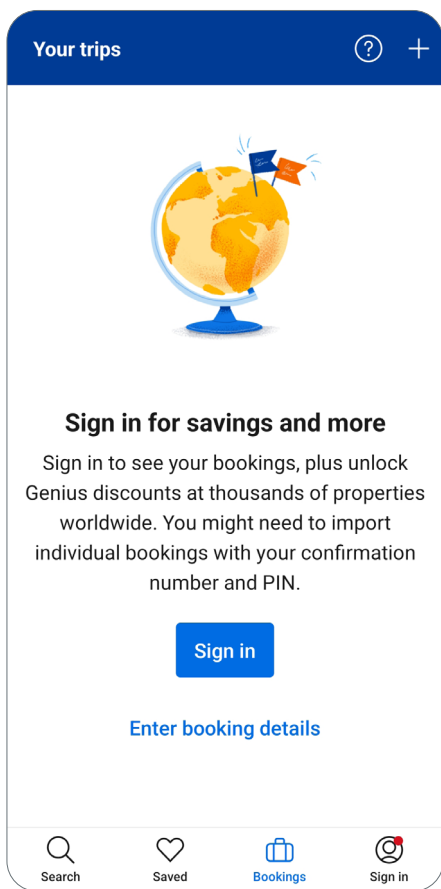 Your trips
Sign in for savings and more
Sign in to see your bookings, plus unlock
Genius discounts at thousands of properties
worldwide. You might need to import
individual bookings with your confirmation
number and PIN.
Sign in
Enter booking details
Search
Saved
Bookings
Sign in